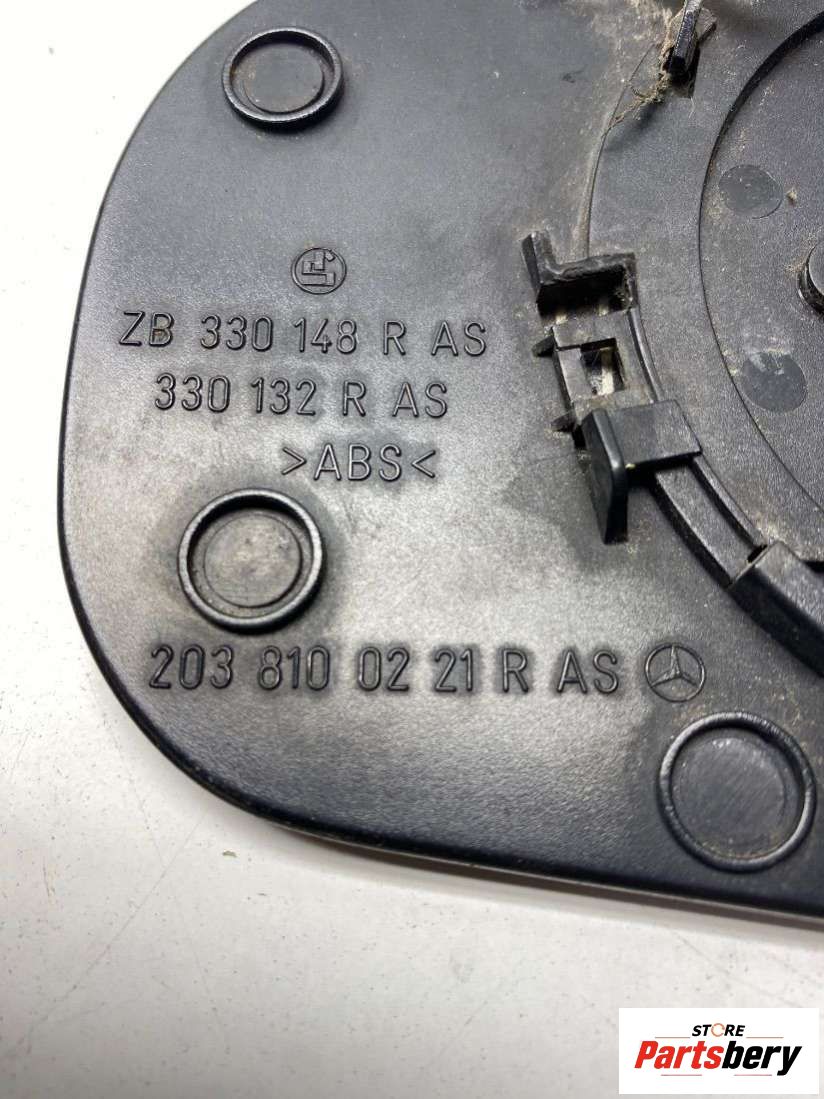 ZB 330 148 R AS
330 132 R AS
>ABS<
203 810 02 21 R AS
STORE
Partsbery